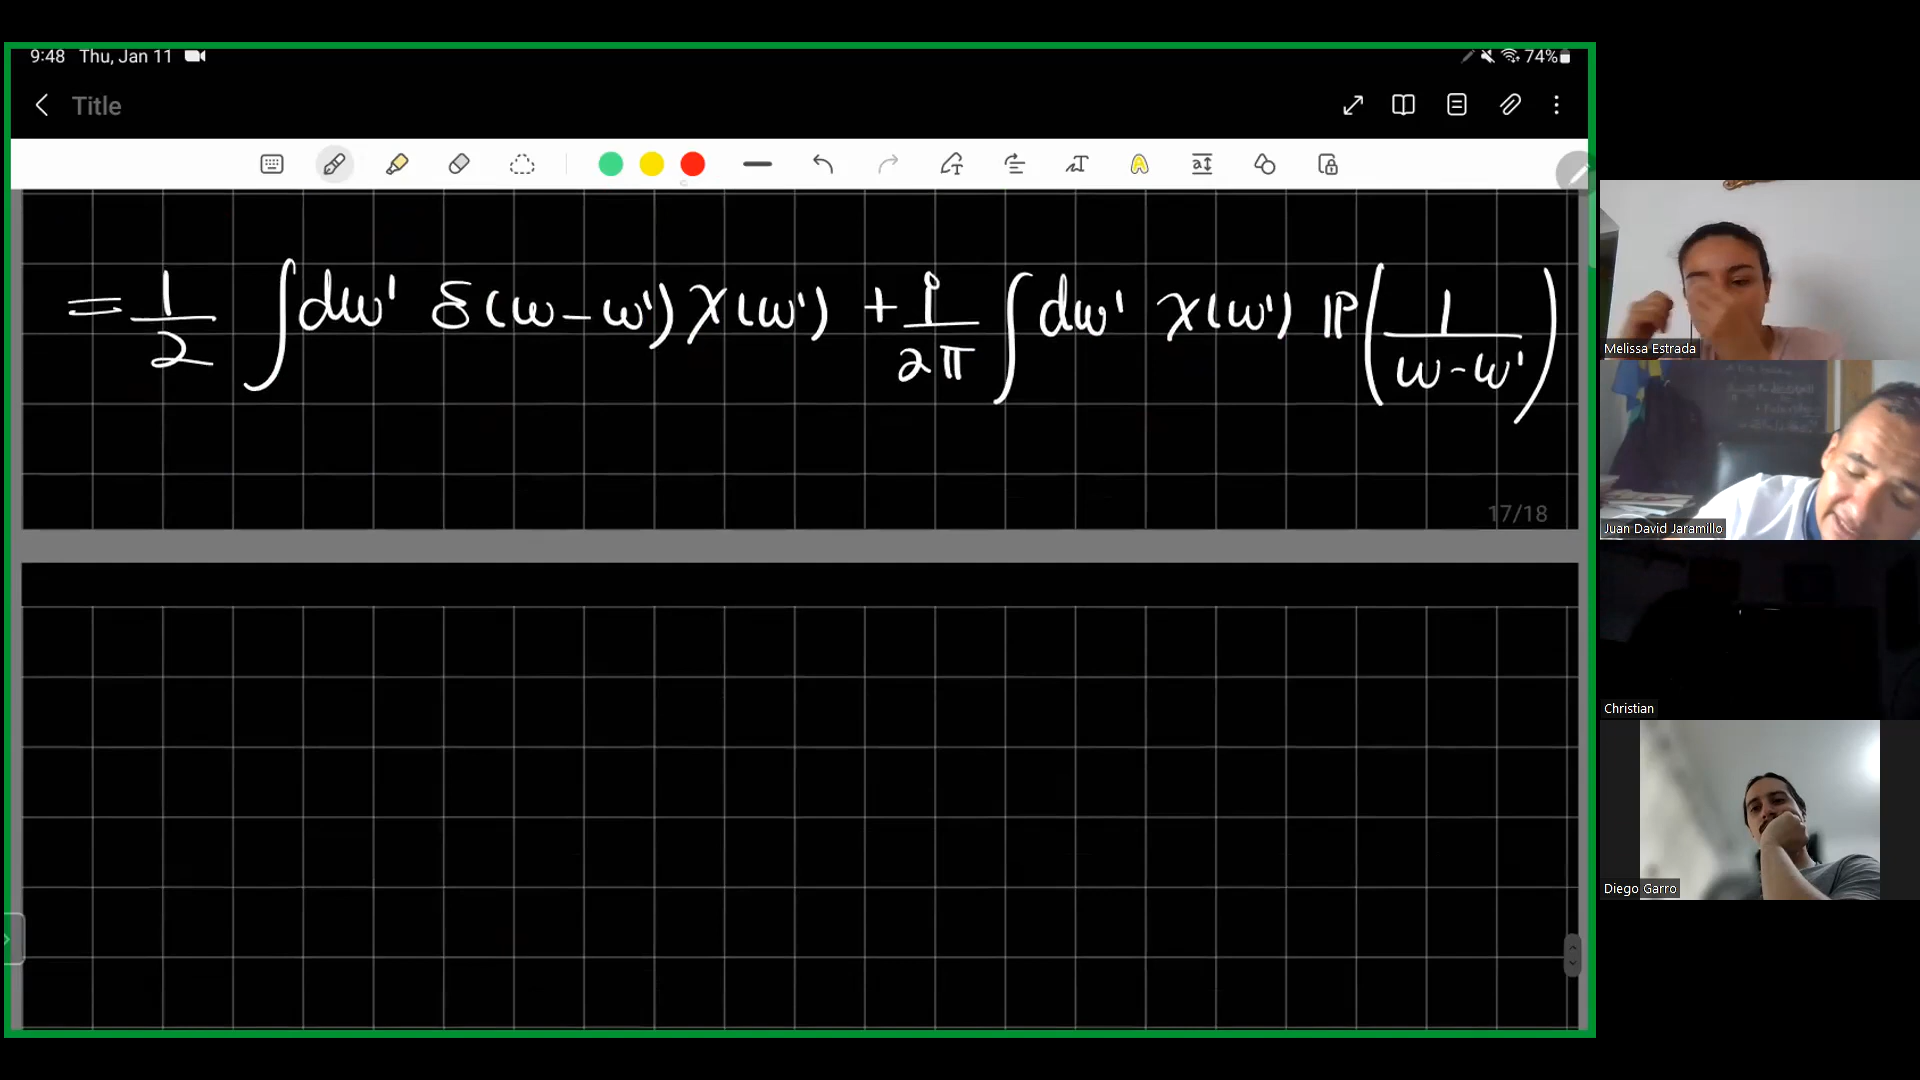 9:48 Thu, Jan 11 74%
Title
= 1/2 ∫dω' δ(ω-ω')χ(ω') + i/2π ∫dω' χ(ω') ℙ(1/ω-ω')
17/18
Melissa Estrada
Juan David Jaramillo
Christian
Diego Garro